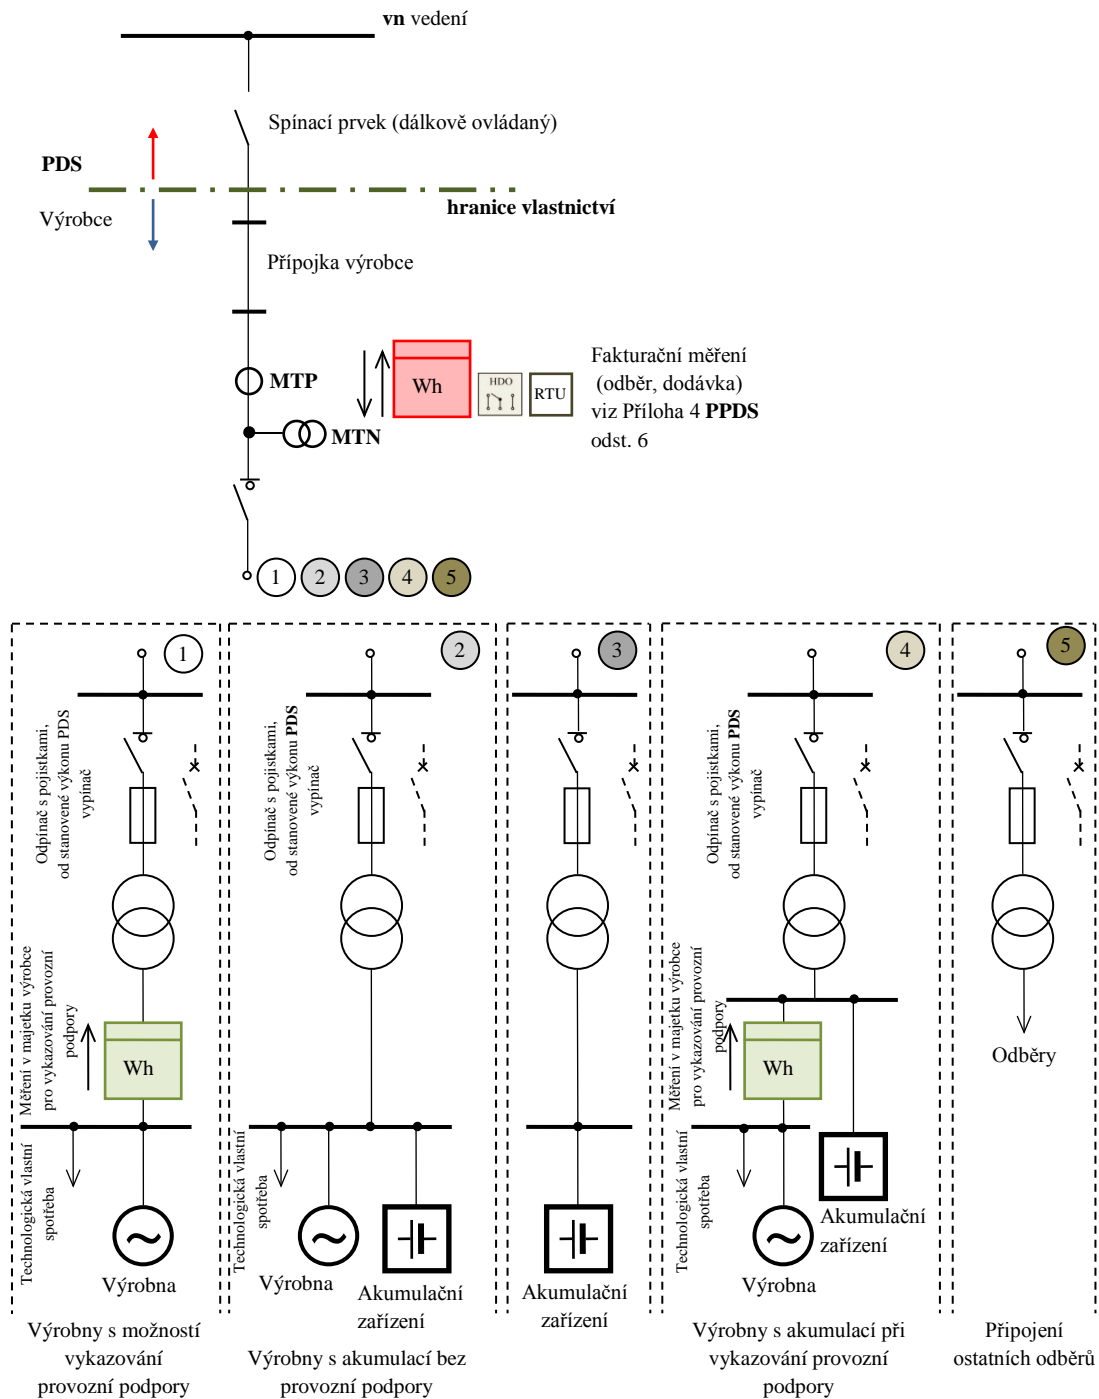 vn vedení
Spínací prvek (dálkově ovládaný)
PDS
hranice vlastnictví
Výrobce
Přípojka výrobce
MTP
Wh
HDO
RTU
Fakturační měření
(odběr, dodávka)
viz Příloha 4 PPDS
odst. 6
MTN
1 2 3 4 5
1
Odpínač s pojistkami,
od stanovené výkonu PDS
vypínač
Měření v majetku výrobce
pro vykazování provozní
podpory
Wh
Technologická vlastní
spotřeba
Výrobna
Výrobny s možností
vykazování
provozní podpory
2
Odpínač s pojistkami,
od stanovené výkonu PDS
vypínač
Technologická vlastní
spotřeba
Výrobna
Akumulační
zařízení
Výrobny s akumulací bez
provozní podpory
3
Akumulační
zařízení
4
Odpínač s pojistkami,
od stanovené výkonu PDS
vypínač
Měření v majetku výrobce
pro vykazování provozní
podpory
Wh
Technologická vlastní
spotřeba
Výrobna
Akumulační
zařízení
Výrobny s akumulací při
vykazování provozní
podpory
5
Odběry
Připojení
ostatních odběrů